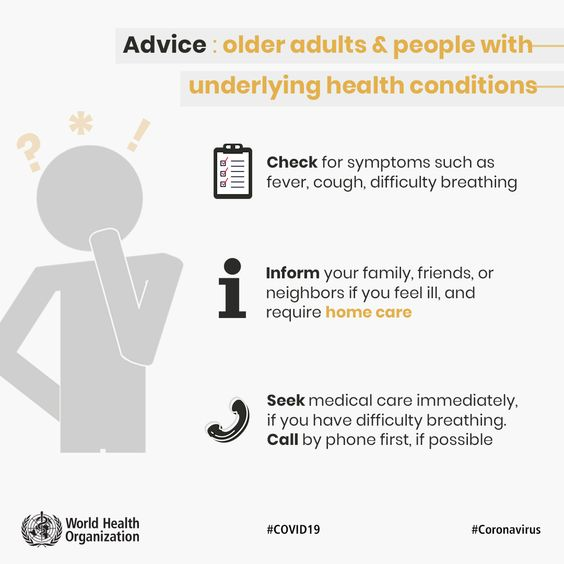 Advice : older adults & people with
underlying health conditions
? * !
Check for symptoms such as
fever, cough, difficulty breathing
Inform your family, friends, or
neighbors if you feel ill, and
require home care
Seek medical care immediately,
if you have difficulty breathing.
Call by phone first, if possible
World Health
Organization
#COVID19
#Coronavirus